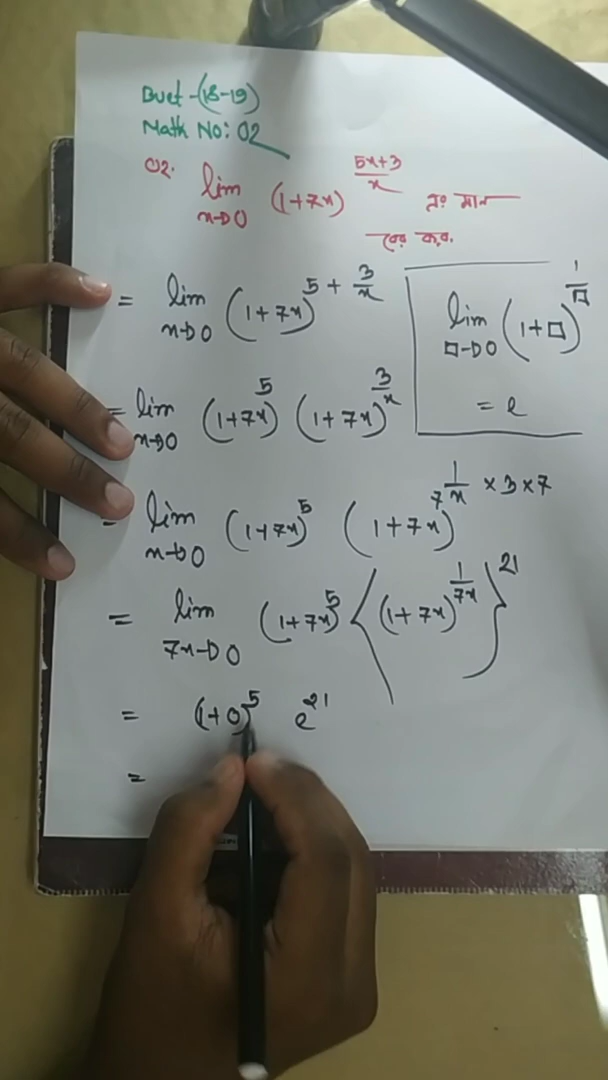 Buet-(18-19)
Math No: 02
02. lim x→0 (1+7x)^((5x+3)/x) এর মান
বের কর.
= lim x→0 (1+7x)^(5+3/x)
lim □→0 (1+□)^(1/□)
= e
= lim x→0 (1+7x)^5 (1+7x)^(3/x)
= lim x→0 (1+7x)^5 (1+7x)^(1/7x ×3×7)
= lim 7x→0 (1+7x)^5 {(1+7x)^(1/7x)}^21
= (1+0)^5 e^21
=